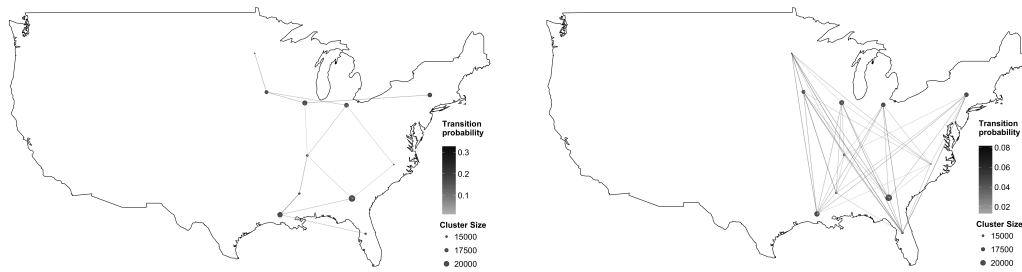 Transition
probability
0.3
0.2
0.1
Cluster Size
15000
17500
20000
Transition
probability
0.08
0.06
0.04
0.02
Cluster Size
15000
17500
20000